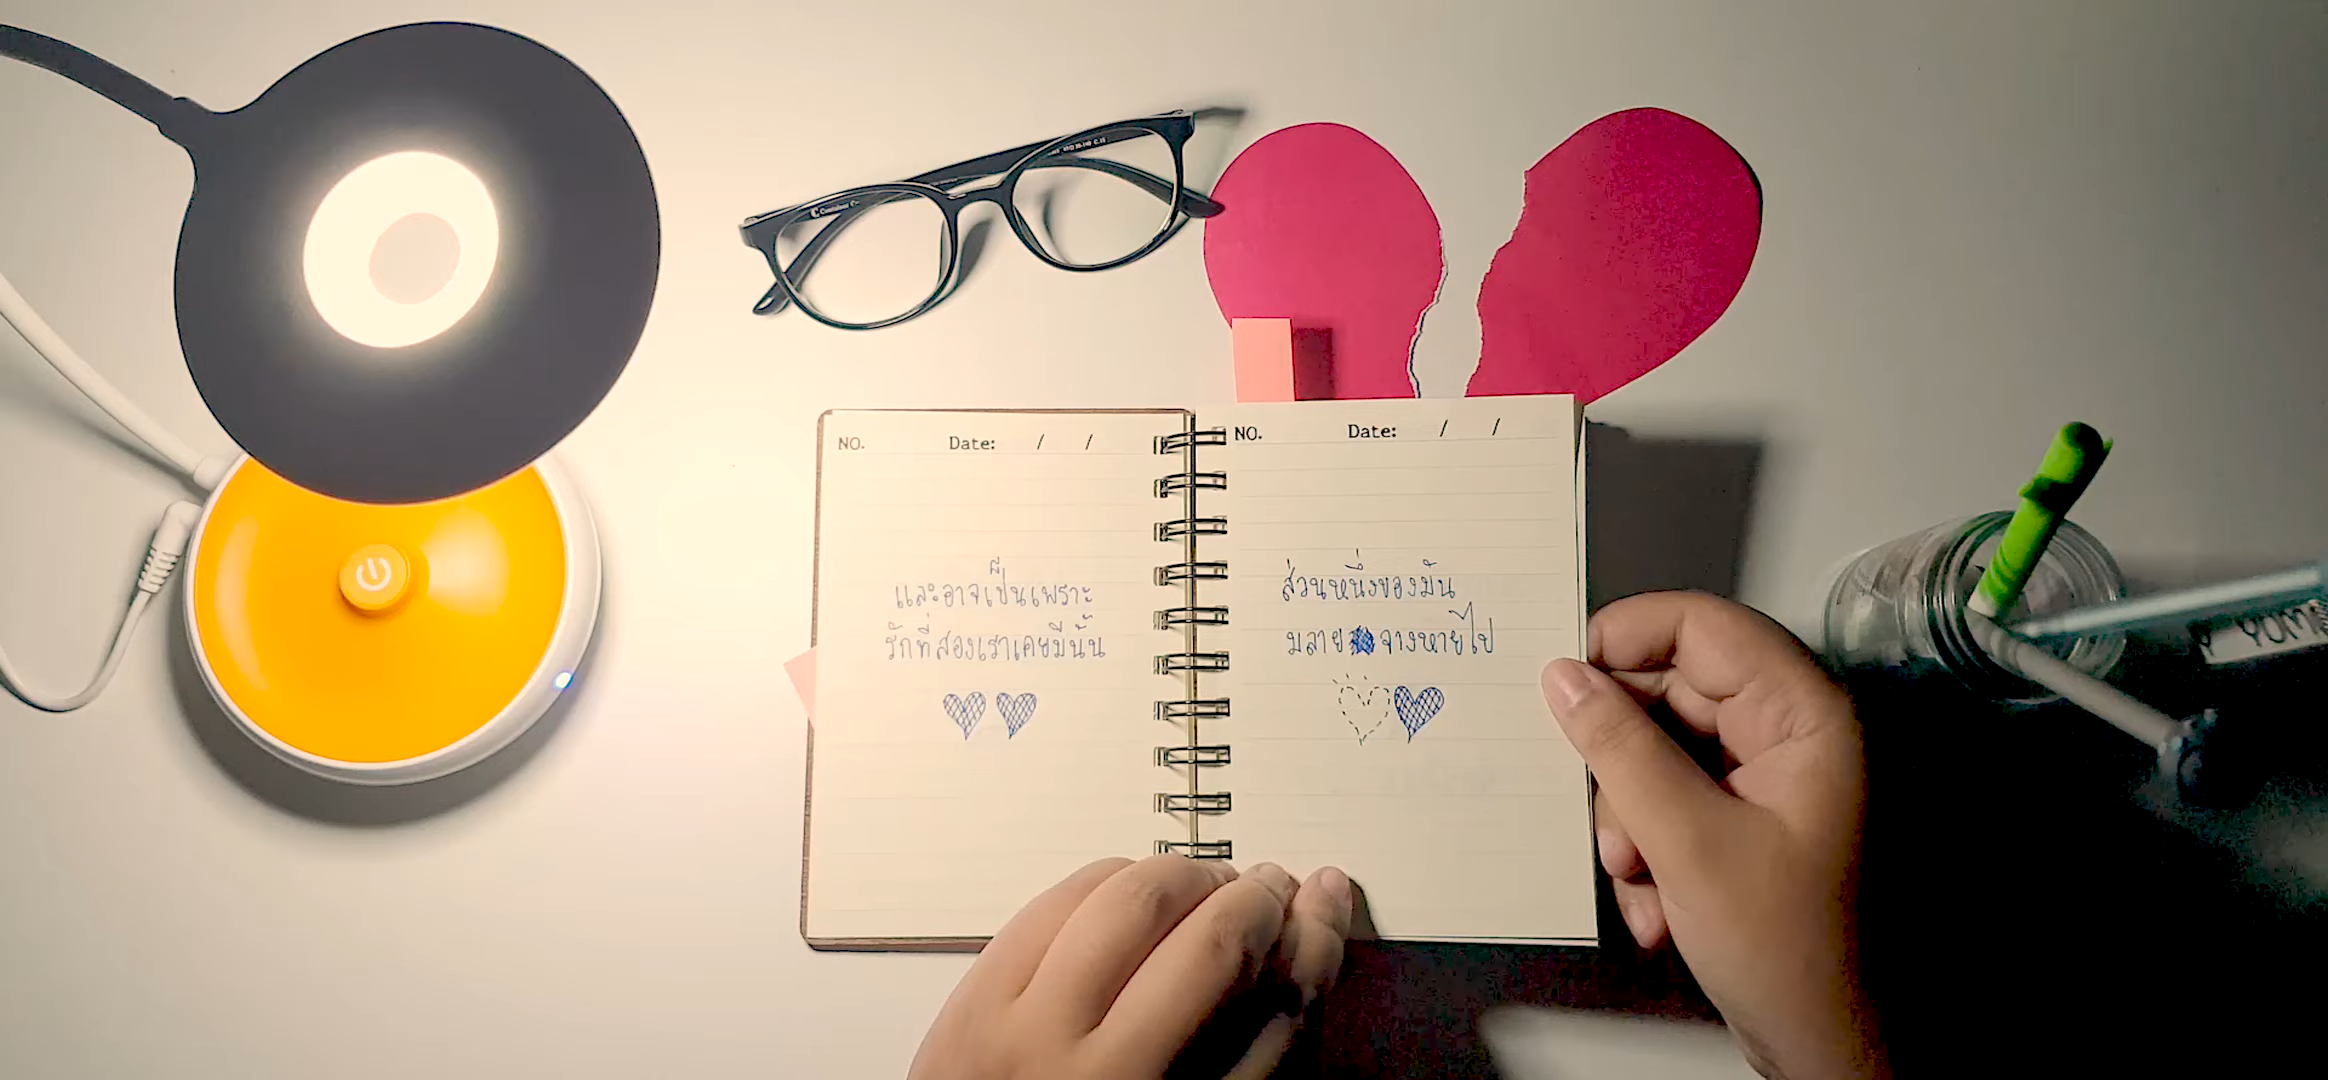 NO. Date: / /
และอาจเป็นเพราะ
รักที่สองเราเคยมีนั้น
NO. Date: / /
ส่วนหนึ่งของมัน
มลาย จางหายไป